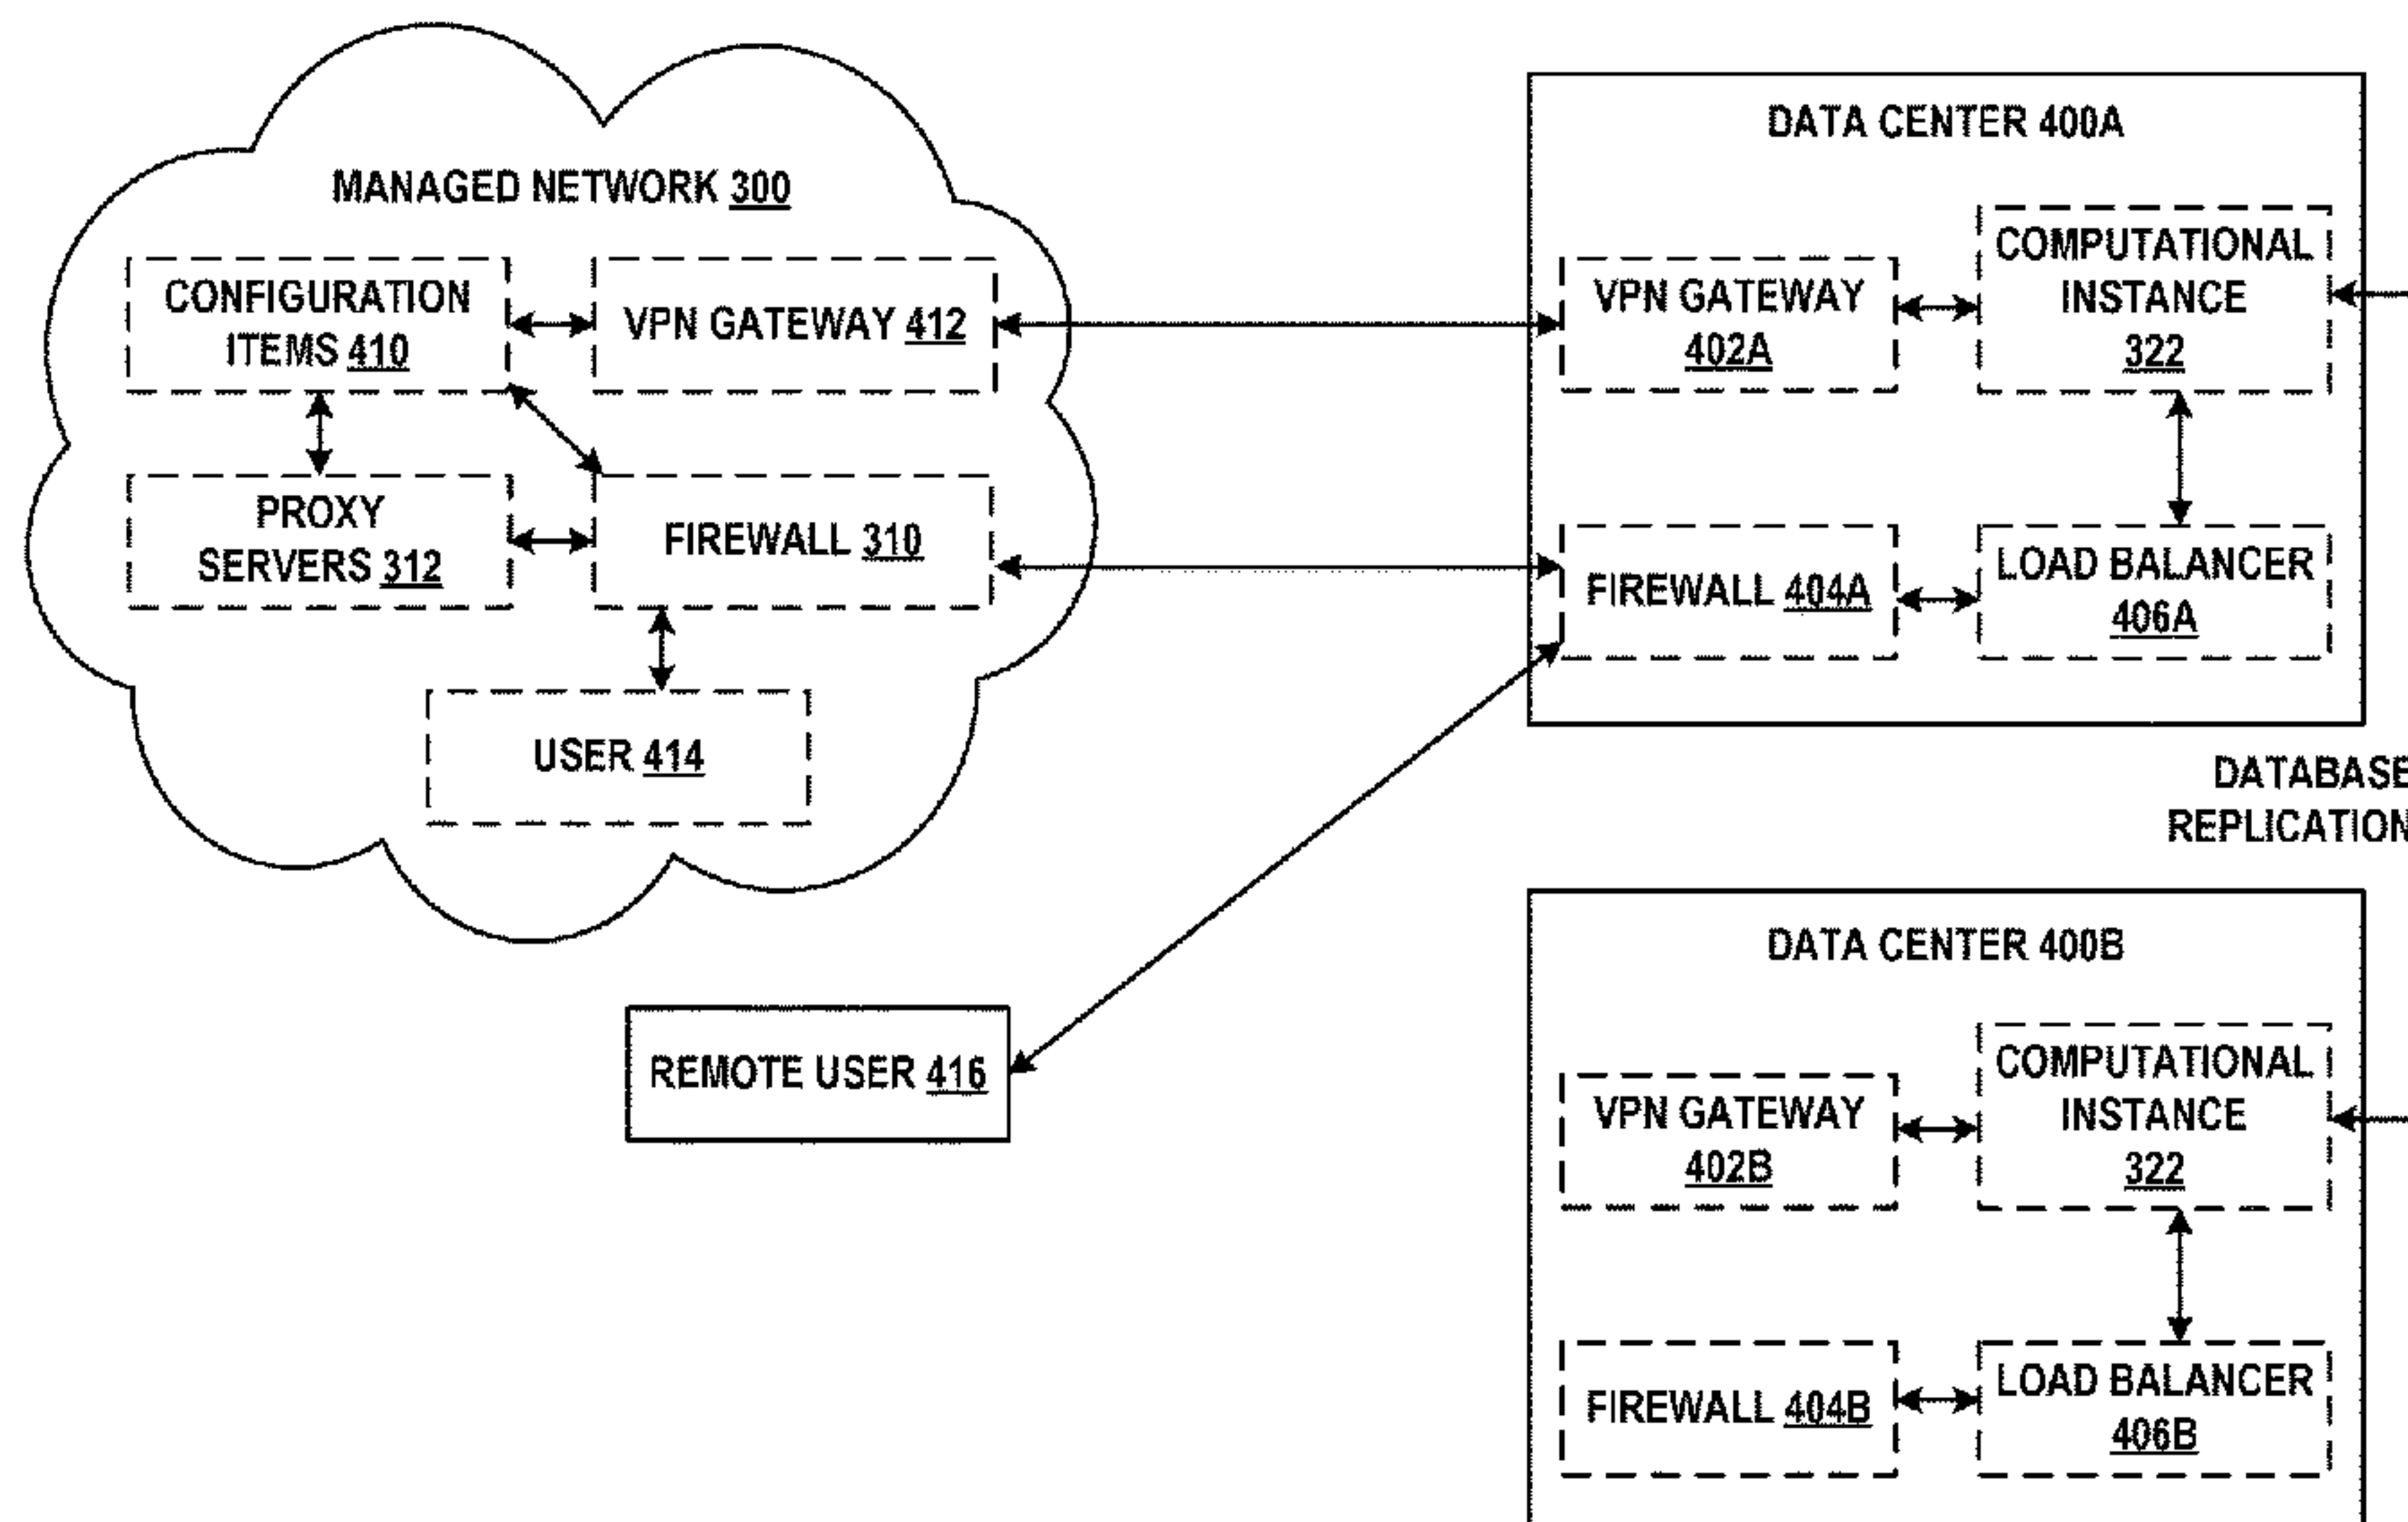 MANAGED NETWORK 300
CONFIGURATION
ITEMS 410
VPN GATEWAY 412
PROXY
SERVERS 312
FIREWALL 310
USER 414
REMOTE USER 416
DATA CENTER 400A
VPN GATEWAY
402A
COMPUTATIONAL
INSTANCE
322
FIREWALL 404A
LOAD BALANCER
406A
DATABASE
REPLICATION
DATA CENTER 400B
VPN GATEWAY
402B
COMPUTATIONAL
INSTANCE
322
FIREWALL 404B
LOAD BALANCER
406B